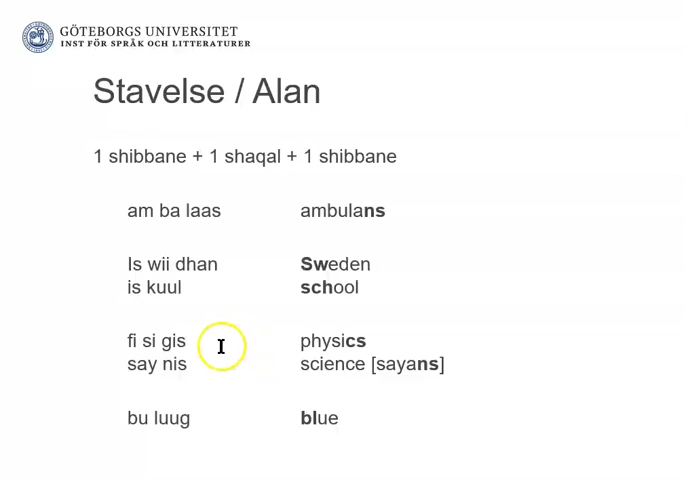 GÖTEBORGS UNIVERSITET
INST FÖR SPRÅK OCH LITTERATURER
Stavelse / Alan
1 shibbane + 1 shaqal + 1 shibbane
am ba laas ambulans
Is wii dhan Sweden
is kuul school
fi si gis physics
say nis science [sayans]
bu luug blue